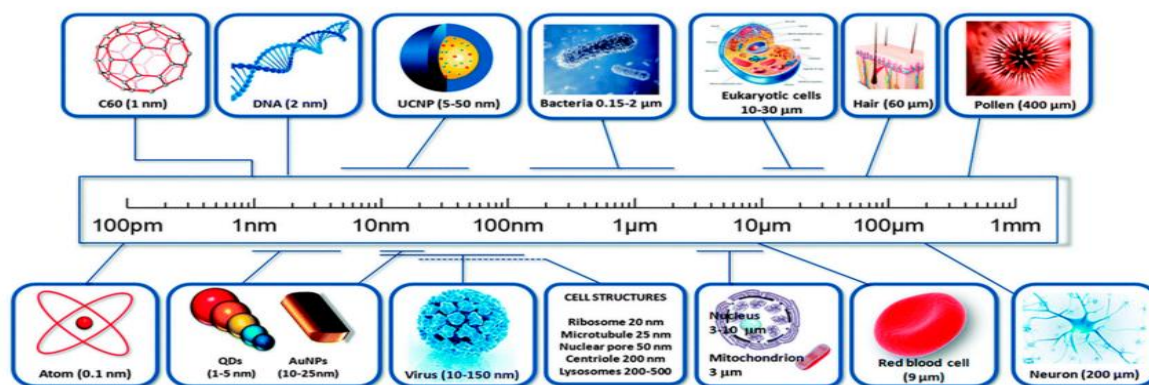 C60 (1 nm)
DNA (2 nm)
UCNP (5-50 nm)
Bacteria 0.15-2 μm
Eukaryotic cells
10-30 μm
Hair (60 μm)
Pollen (400 μm)
100pm 1nm 10nm 100nm 1μm 10μm 100μm 1mm
Atom (0.1 nm)
QDs
(1-5 nm)
AuNPs
(10-25nm)
Virus (10-150 nm)
CELL STRUCTURES
Ribosome 20 nm
Microtubule 25 nm
Nuclear pore 50 nm
Centriole 200 nm
Lysosomes 200-500
Nucleus
3-10 μm
Mitochondrion
3 μm
Red blood cell
(9 μm)
Neuron (200 μm)